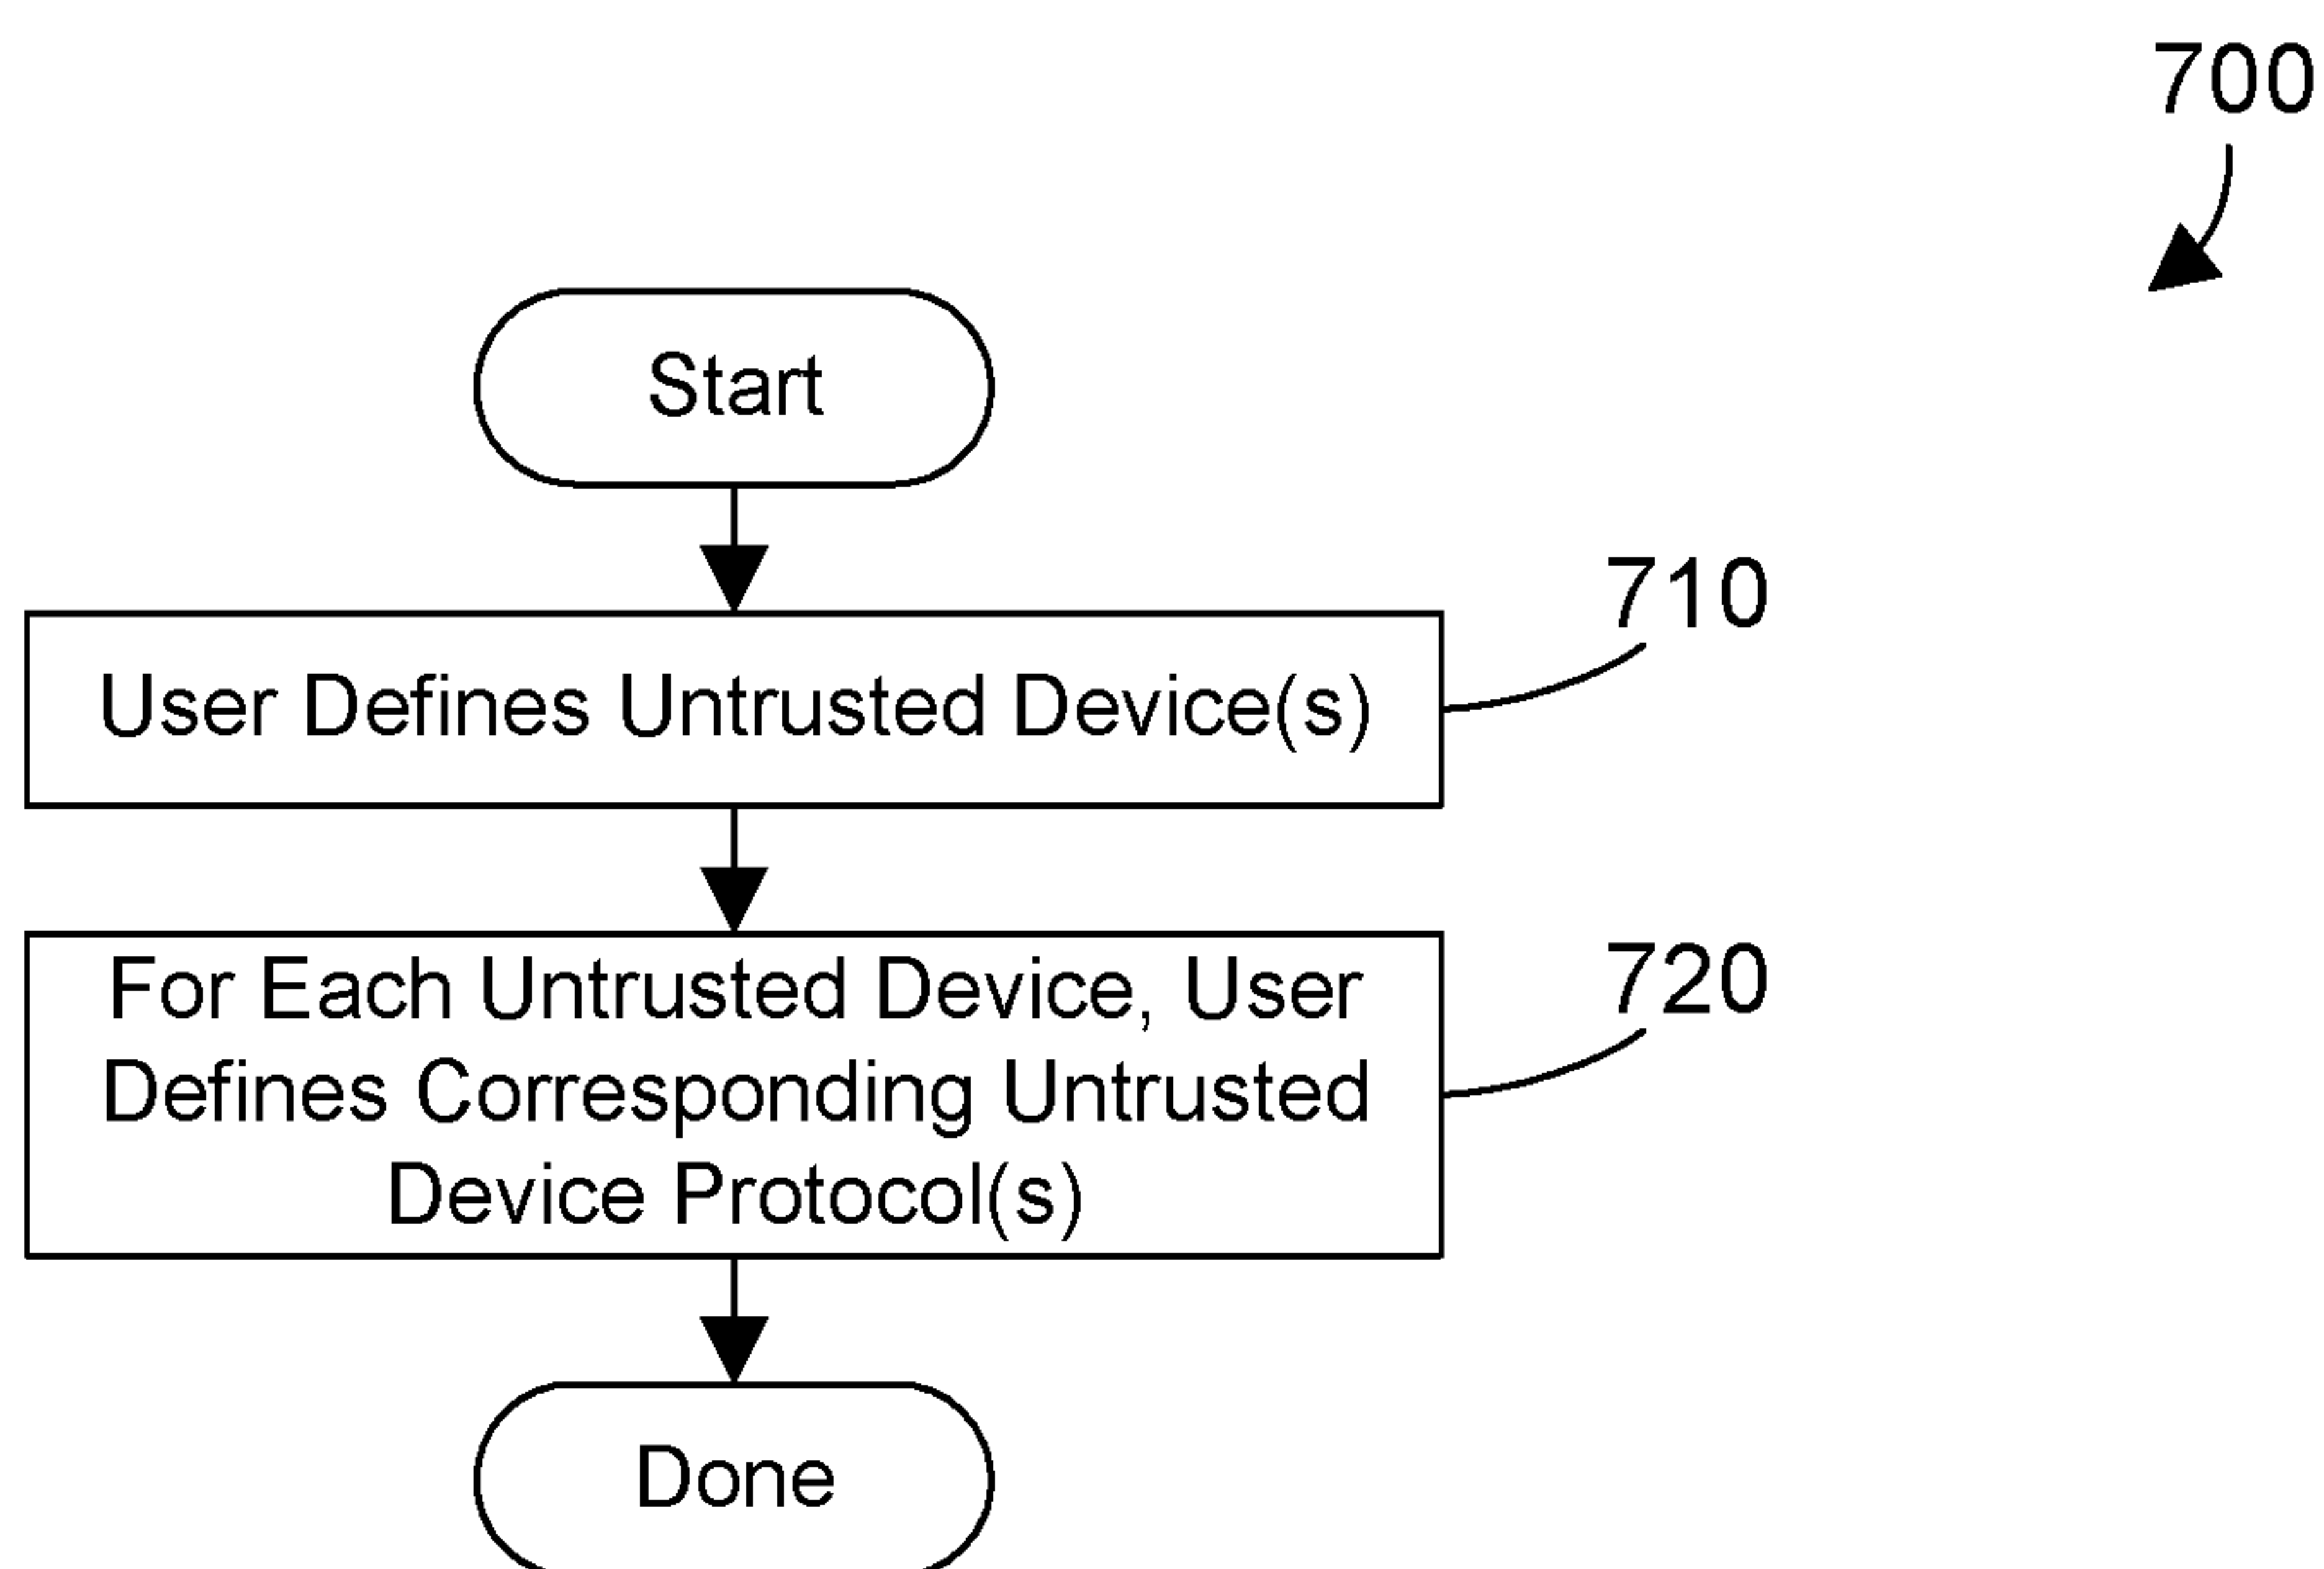 700
Start
710
User Defines Untrusted Device(s)
720
For Each Untrusted Device, User
Defines Corresponding Untrusted
Device Protocol(s)
Done